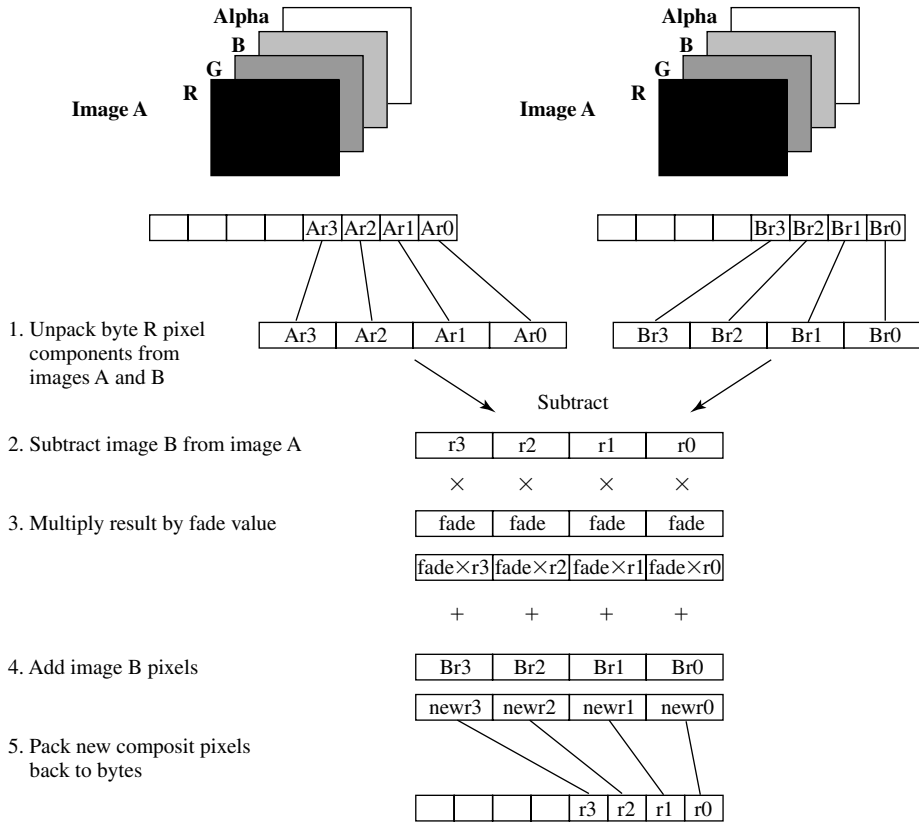 Alpha
B
G
R
Image A
Alpha
B
G
R
Image A
Ar3 Ar2 Ar1 Ar0
Br3 Br2 Br1 Br0
1. Unpack byte R pixel
components from
images A and B
Ar3 Ar2 Ar1 Ar0
Br3 Br2 Br1 Br0
Subtract
2. Subtract image B from image A
r3 r2 r1 r0
× × × ×
3. Multiply result by fade value
fade fade fade fade
fade×r3 fade×r2 fade×r1 fade×r0
+ + + +
4. Add image B pixels
Br3 Br2 Br1 Br0
newr3 newr2 newr1 newr0
5. Pack new composit pixels
back to bytes
r3 r2 r1 r0